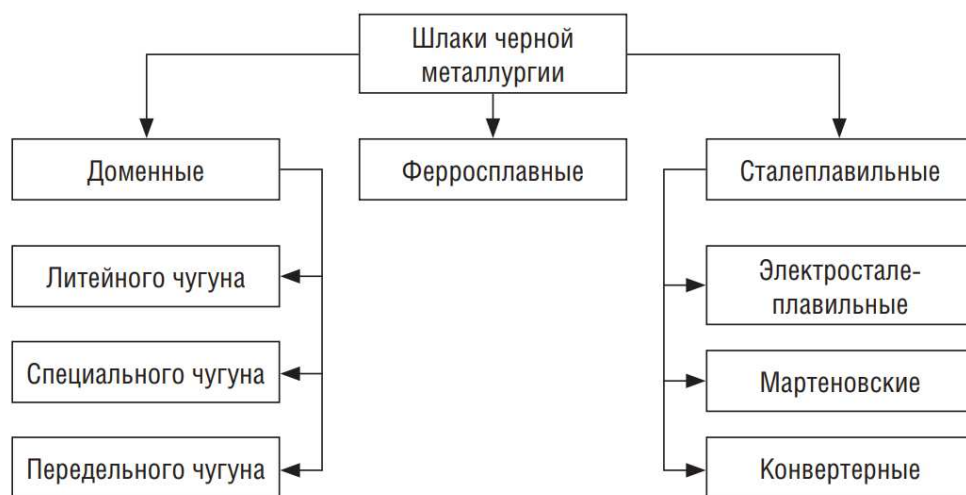 Шлаки черной
металлургии
Доменные
Ферросплавные
Сталеплавильные
Литейного чугуна
Специального чугуна
Передельного чугуна
Электростале-
плавильные
Мартеновские
Конвертерные